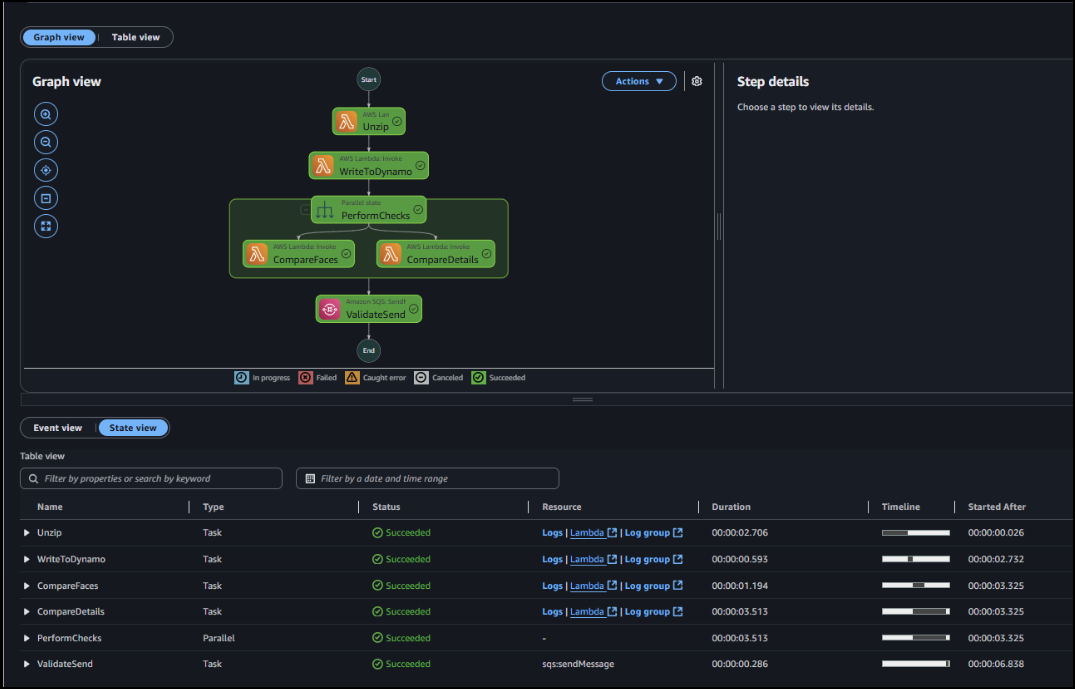 Graph view | Table view
Graph view
Actions ▼
Step details
Choose a step to view its details.
Start
AWS Lan
Unzip
AWS Lambda: Invoke
WriteToDynamo
Parallel state
PerformChecks
AWS Lambda: Invoke
CompareFaces
AWS Lambda: Invoke
CompareDetails
Amazon SQS: Send
ValidateSend
End
In progress Failed Caught error Canceled Succeeded
Event view | State view
Table view
Filter by properties or search by keyword Filter by a date and time range
Name Type Status Resource Duration Timeline Started After
Unzip Task Succeeded Logs | Lambda | Log group 00:00:02.706 00:00:00.026
WriteToDynamo Task Succeeded Logs | Lambda | Log group 00:00:00.593 00:00:02.732
CompareFaces Task Succeeded Logs | Lambda | Log group 00:00:01.194 00:00:03.325
CompareDetails Task Succeeded Logs | Lambda | Log group 00:00:03.513 00:00:03.325
PerformChecks Parallel Succeeded - 00:00:03.513 00:00:03.325
ValidateSend Task Succeeded sqs:sendMessage 00:00:00.286 00:00:06.838